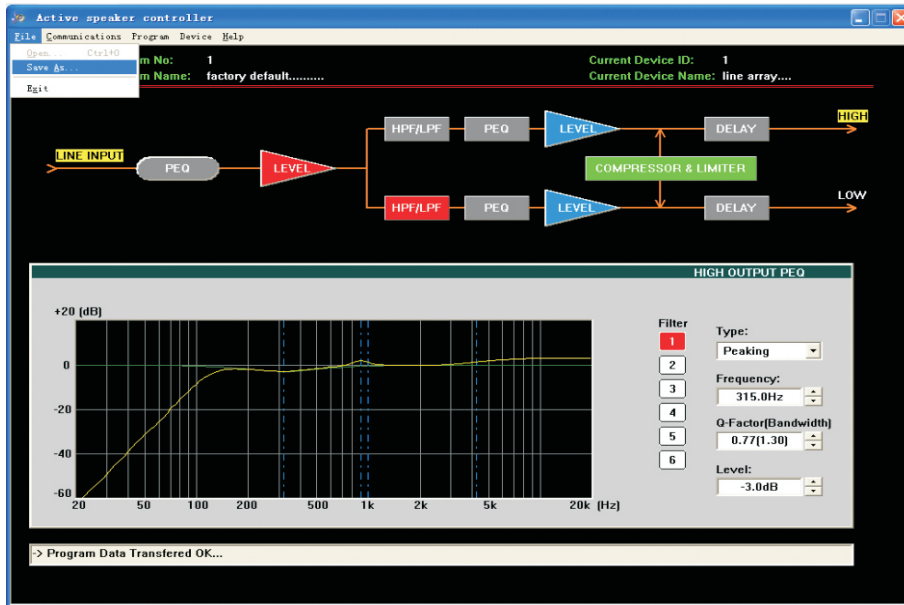 Active speaker controller
File Communications Program Device Help
Open... Ctrl+O
Save As...
Exit
m No: 1
m Name: factory default..........
Current Device ID: 1
Current Device Name: line array....
LINE INPUT
PEQ
LEVEL
HPF/LPF
PEQ
LEVEL
DELAY
HIGH
COMPRESSOR & LIMITER
HPF/LPF
PEQ
LEVEL
DELAY
LOW
HIGH OUTPUT PEQ
+20 (dB)
0
-20
-40
-60
20 50 100 200 500 1k 2k 5k 20k (Hz)
Filter
1
2
3
4
5
6
Type:
Peaking
Frequency:
315.0Hz
Q-Factor(Bandwidth)
0.77(1.30)
Level:
-3.0dB
-> Program Data Transfered OK...